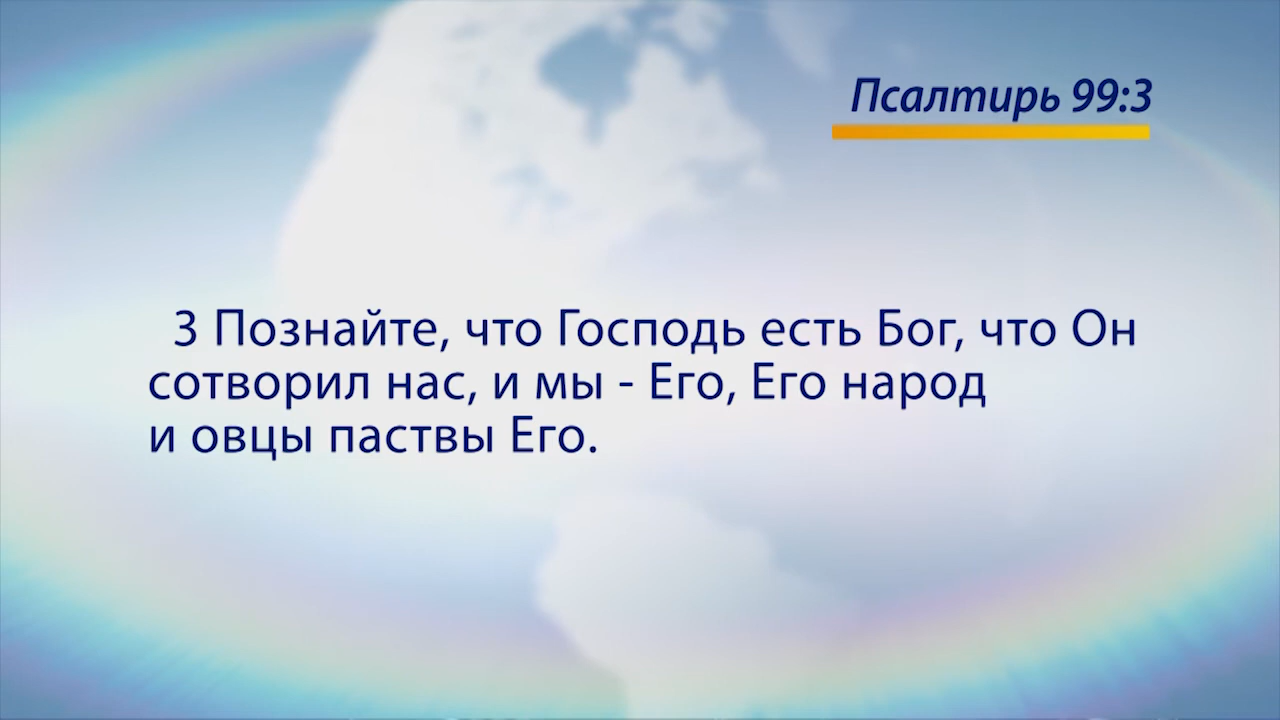 Псалтирь 99:3
3 Познайте, что Господь есть Бог, что Он
сотворил нас, и мы - Его, Его народ
и овцы паствы Его.